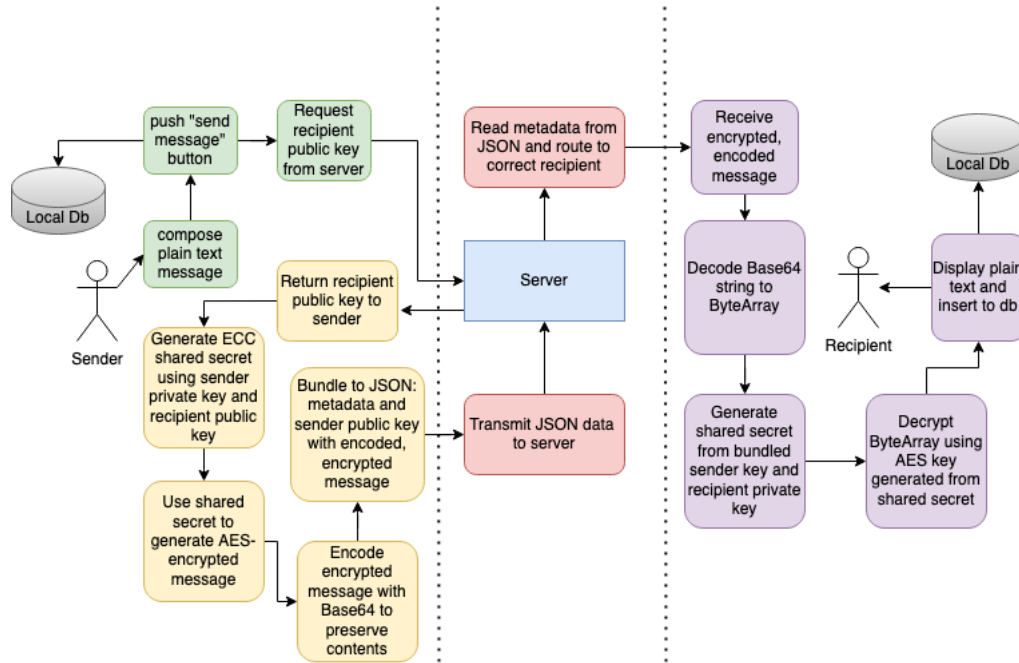 push "send
message"
button
Request
recipient
public key
from server
Local Db
compose
plain text
message
Sender
Return recipient
public key to
sender
Generate ECC
shared secret
using sender
private key and
recipient public
key
Use shared
secret to
generate AES-
encrypted
message
Encode
encrypted
message with
Base64 to
preserve
contents
Bundle to JSON:
metadata and
sender public key
with encoded,
encrypted
message
Read metadata from
JSON and route to
correct recipient
Server
Transmit JSON data
to server
Receive
encrypted,
encoded
message
Decode Base64
string to
ByteArray
Generate
shared secret
from bundled
sender key and
recipient private
key
Decrypt
ByteArray using
AES key
generated from
shared secret
Display plain
text and
insert to db
Recipient
Local Db